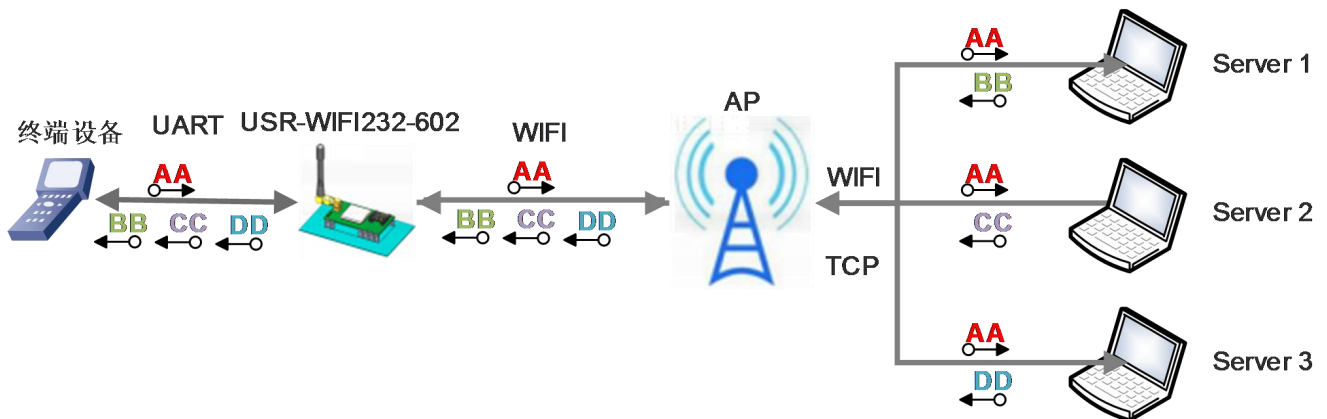 终端设备
UART
USR-WIFI232-602
AA
BB
CC
DD
WIFI
AA
BB
CC
DD
AP
WIFI
TCP
AA
BB
Server 1
AA
CC
Server 2
AA
DD
Server 3